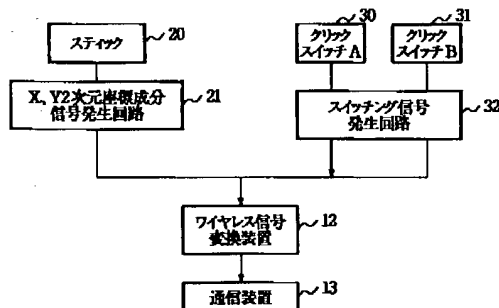 スティック
20
クリック
スイッチA
30
クリック
スイッチB
31
X、Y2次元座標成分
信号発生回路
21
スイッチング信号
発生回路
32
ワイヤレス信号
変換装置
12
通信装置
13